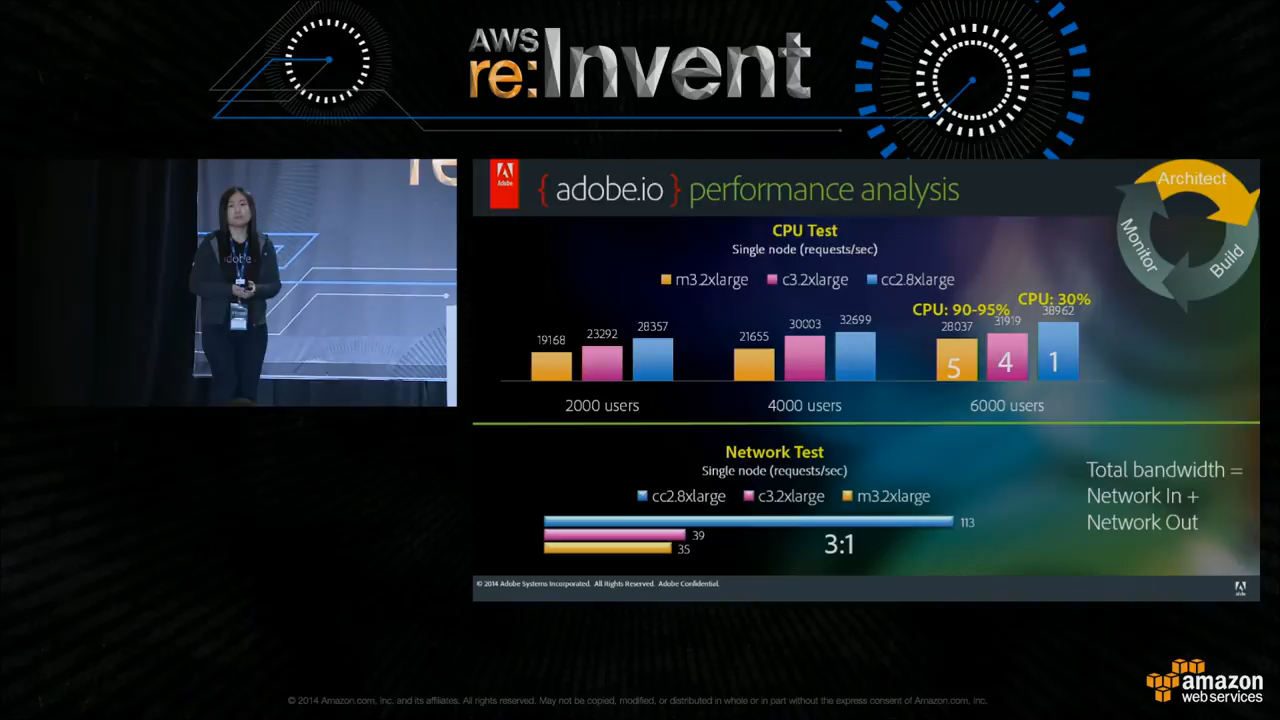 AWS
re:Invent
re
Adobe
{ adobe.io } performance analysis
Architect
Monitor
Build
CPU Test
Single node (requests/sec)
m3.2xlarge c3.2xlarge cc2.8xlarge
CPU: 90-95% CPU: 30%
19168 23292 28357 21655 30003 32699 28037 31919 38962
5 4 1
2000 users 4000 users 6000 users
Network Test
Single node (requests/sec)
cc2.8xlarge c3.2xlarge m3.2xlarge
113
39
35
3:1
Total bandwidth =
Network In +
Network Out
© 2014 Adobe Systems Incorporated. All Rights Reserved. Adobe Confidential.
amazon
web services
© 2014 Amazon.com, Inc. and its affiliates. All rights reserved. May not be copied, modified, or distributed in whole or in part without the express consent of Amazon.com, Inc.